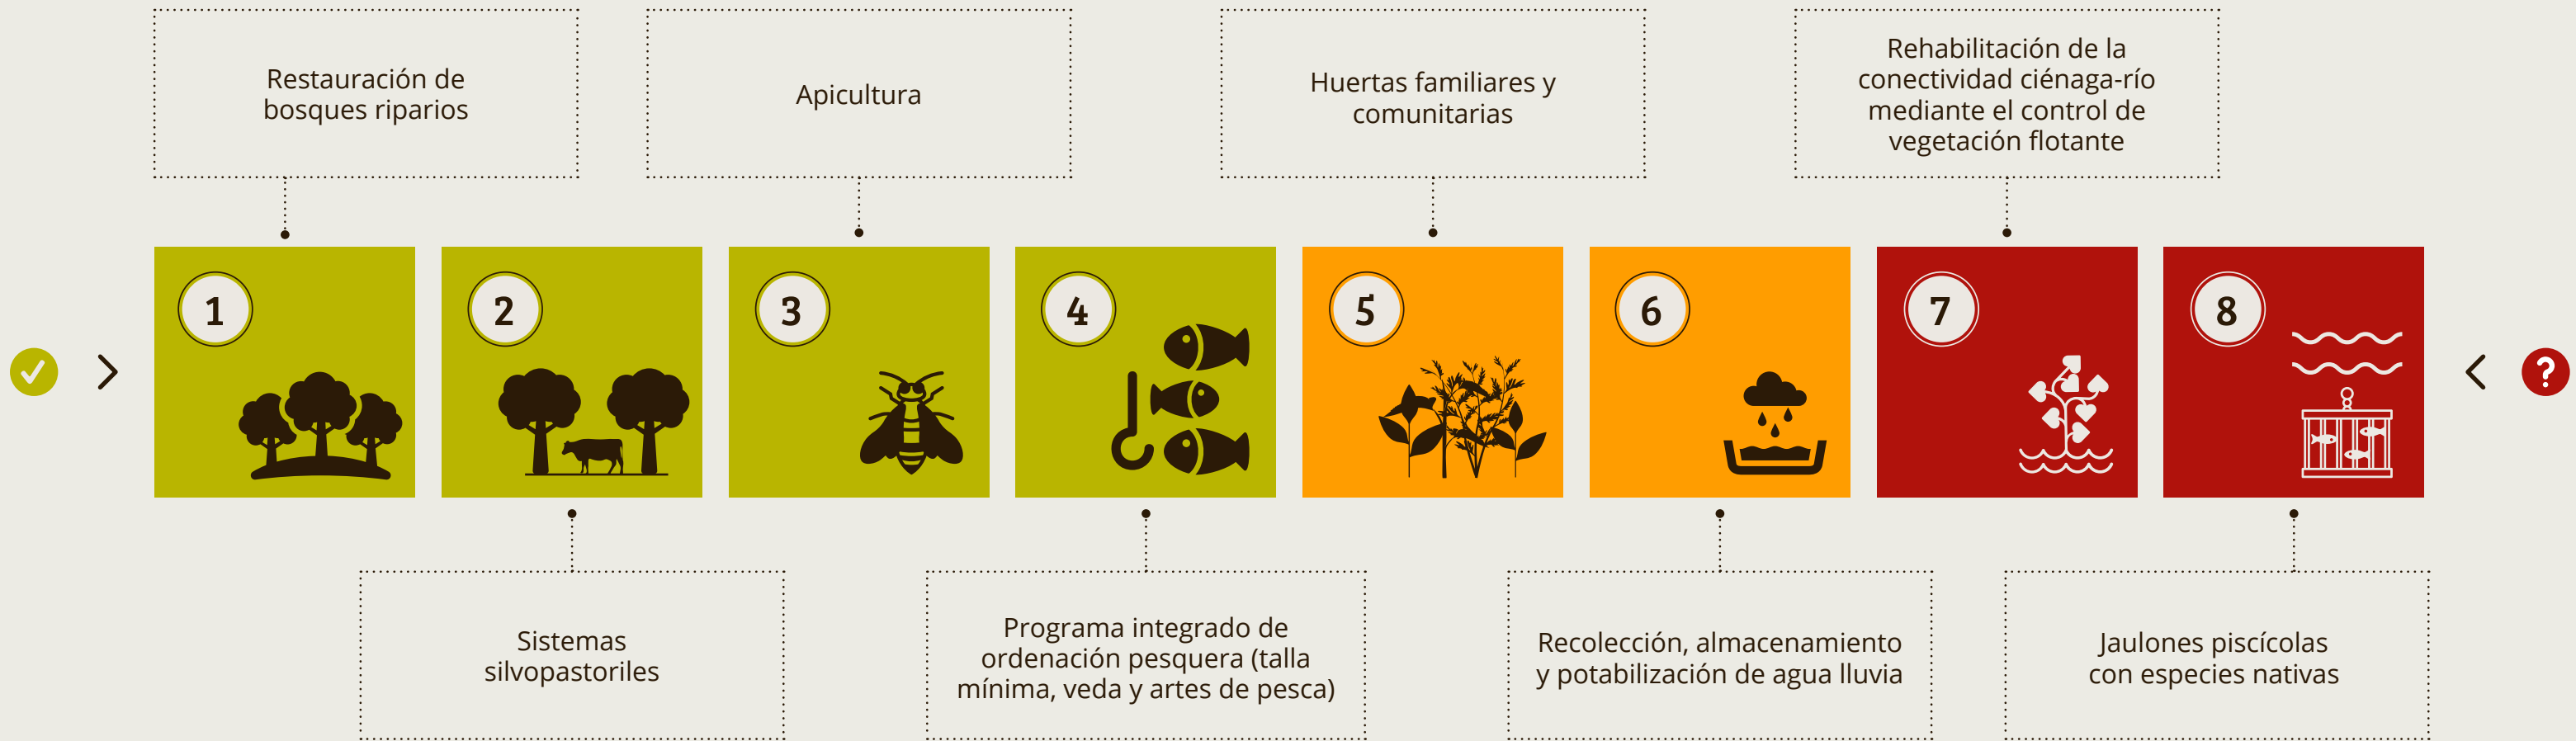 Restauración de
bosques riparios
Apicultura
Huertas familiares y
comunitarias
Rehabilitación de la
conectividad ciénaga-río
mediante el control de
vegetación flotante
1
2
3
4
5
6
7
8
?
Sistemas
silvopastoriles
Programa integrado de
ordenación pesquera (talla
mínima, veda y artes de pesca)
Recolección, almacenamiento
y potabilización de agua lluvia
Jaulones piscícolas
con especies nativas